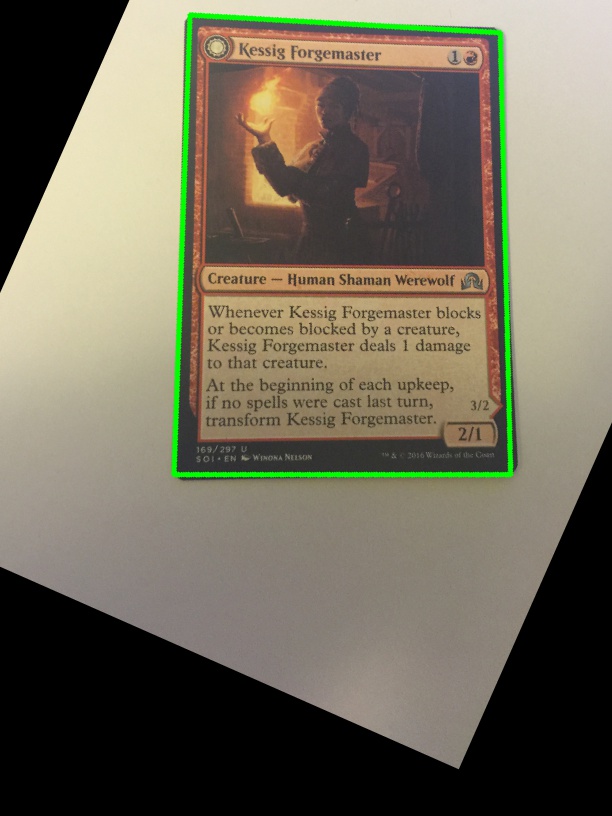 Kessig Forgemaster 1
Creature — Human Shaman Werewolf
Whenever Kessig Forgemaster blocks
or becomes blocked by a creature,
Kessig Forgemaster deals 1 damage
to that creature.
At the beginning of each upkeep,
if no spells were cast last turn,
transform Kessig Forgemaster.
3/2
2/1
169/297 U
SOI • EN Winona Nelson
™ & © 2016 Wizards of the Coast